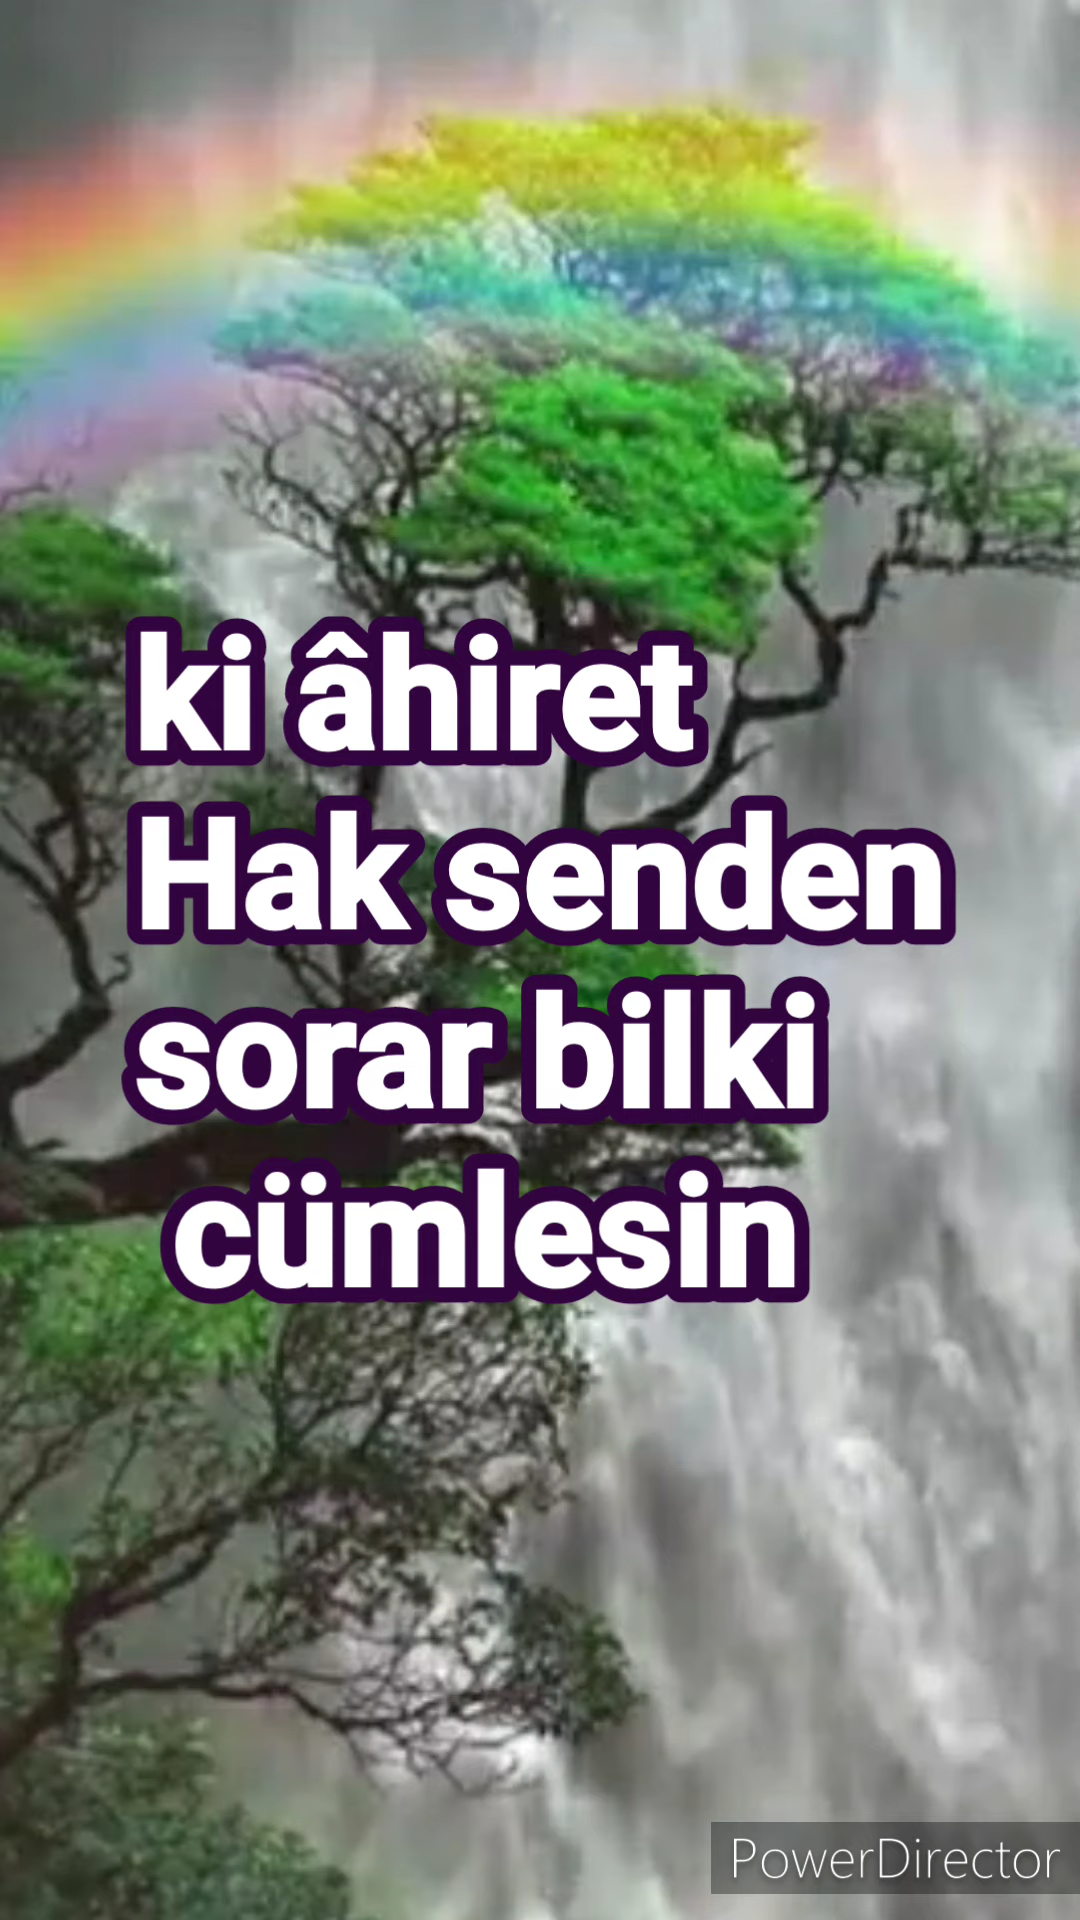 ki âhiret
Hak senden
sorar bilki
cümlesin
PowerDirector